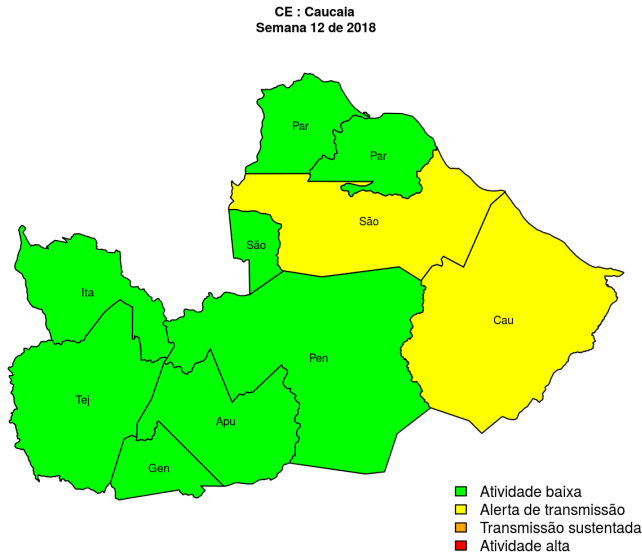 CE : Caucaia
Semana 12 de 2018
Par
Par
São
São
Ita
Cau
Pen
Tej
Apu
Gen
Atividade baixa
Alerta de transmissão
Transmissão sustentada
Atividade alta